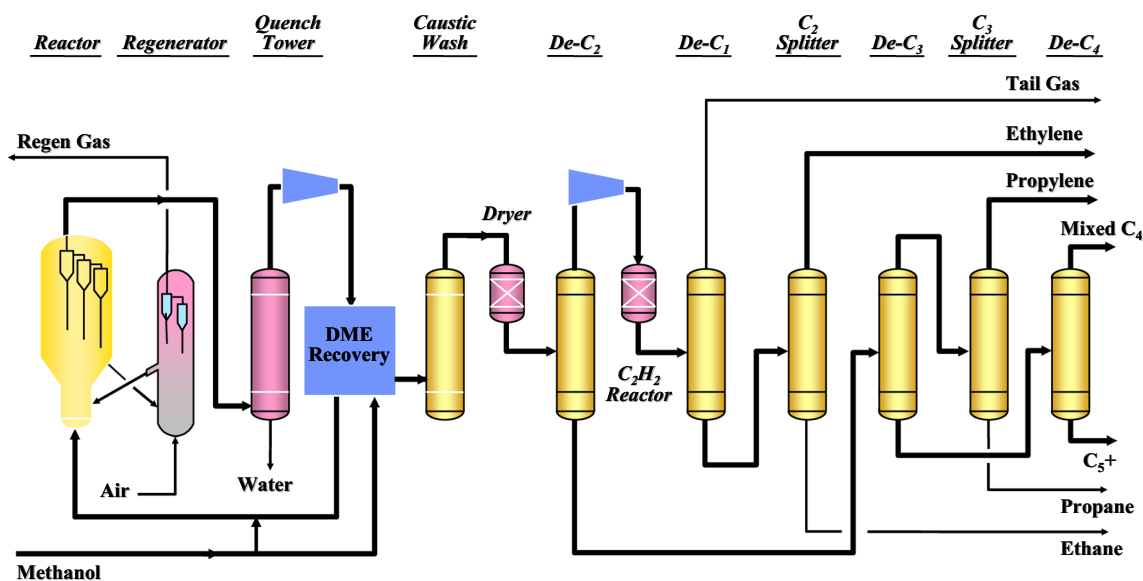 Reactor
Regenerator
Quench
Tower
Caustic
Wash
De-C₂
De-C₁
C₂
Splitter
De-C₃
C₃
Splitter
De-C₄
Tail Gas
Regen Gas
Ethylene
Propylene
Dryer
Mixed C₄
DME
Recovery
C₂H₂
Reactor
Air
Water
C₅+
Propane
Ethane
Methanol